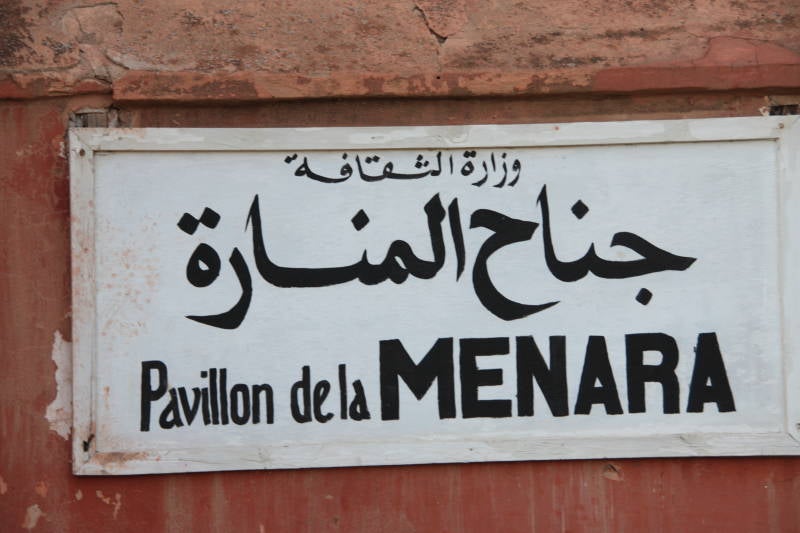 وزارة الثقافة
جناح المنارة
Pavillon de la MENARA